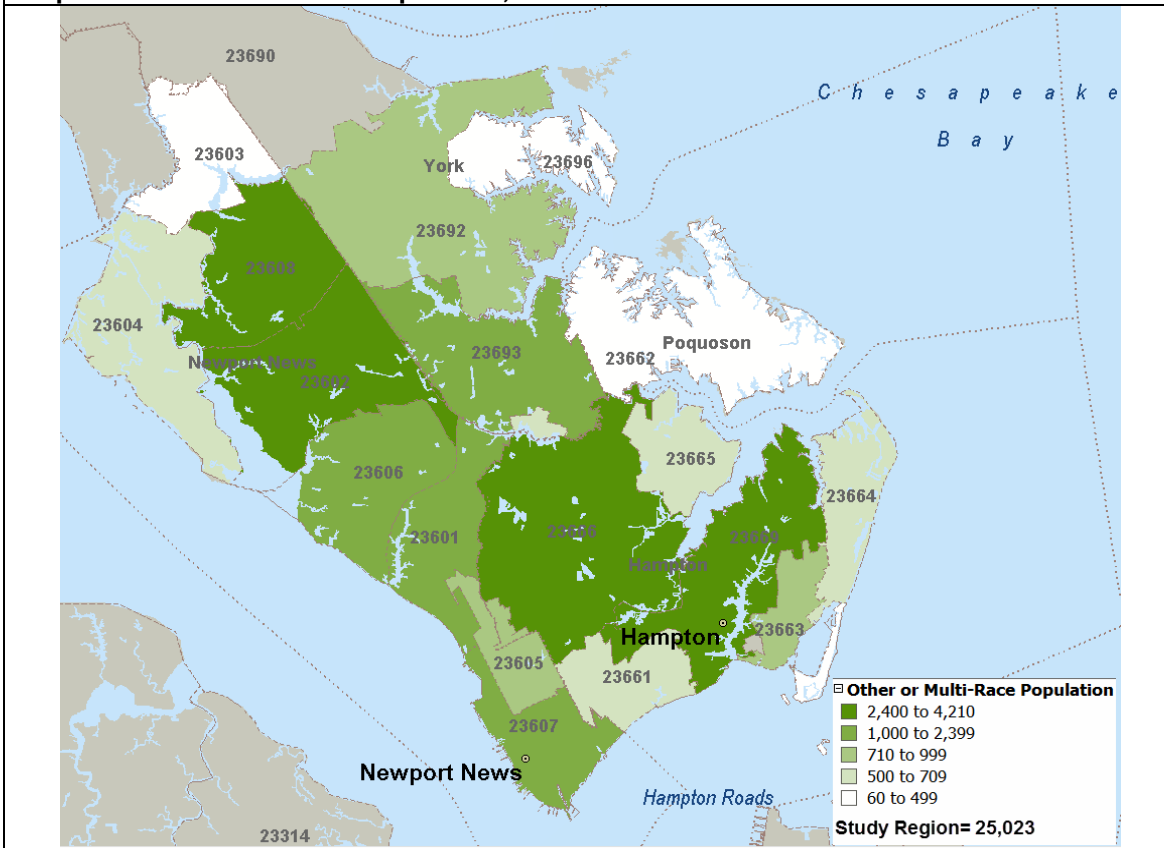 23690
Chesapeake
Bay
23603
York
23696
23692
23608
23604
Poquoson
23693
23662
Newport News
23602
23606
23665
23664
23601
23666
23669
Hampton
Hampton
23663
23605
23661
23607
Newport News
Hampton Roads
23314
Other or Multi-Race Population
2,400 to 4,210
1,000 to 2,399
710 to 999
500 to 709
60 to 499
Study Region= 25,023